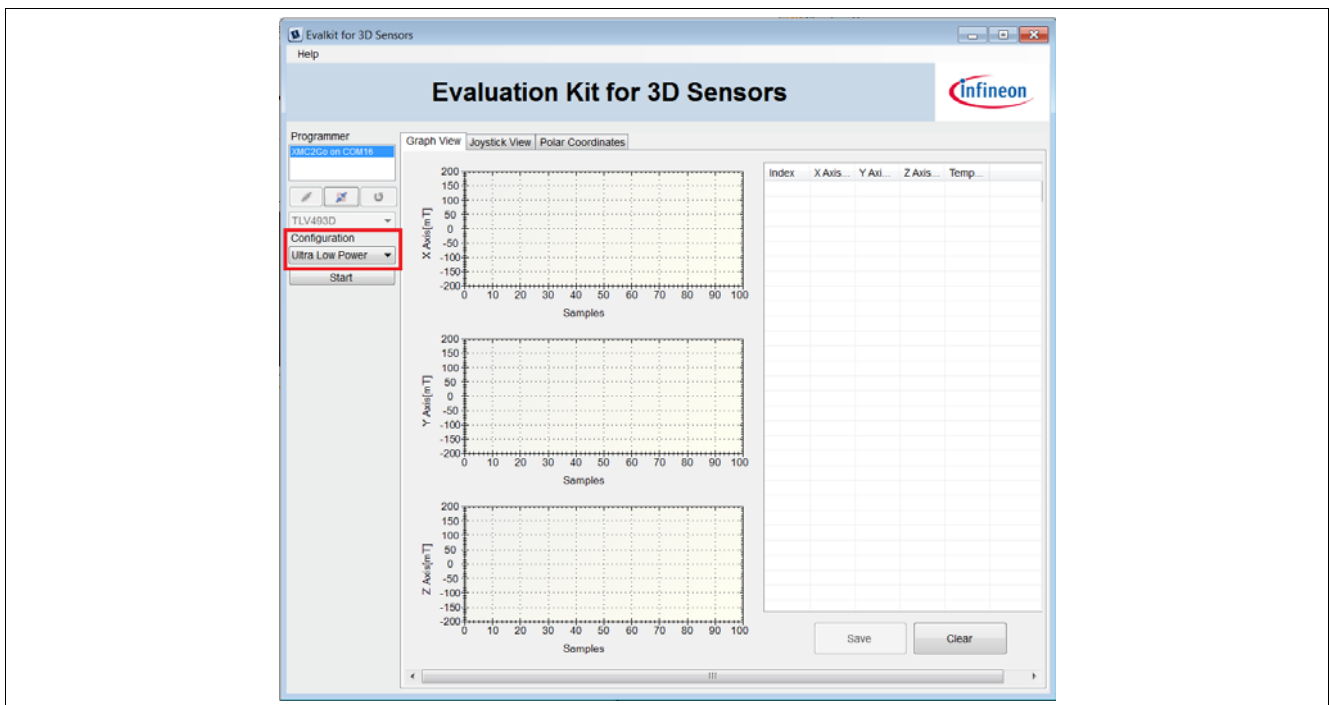 Evalkit for 3D Sensors
Help
Evaluation Kit for 3D Sensors
infineon
Programmer
XMC2Go on COM16
TLV493D
Configuration
Ultra Low Power
Start
Graph View Joystick View Polar Coordinates
200
150
100
50
0
-50
-100
-150
-200
X Axis[mT]
0 10 20 30 40 50 60 70 80 90 100
Samples
200
150
100
50
0
-50
-100
-150
-200
Y Axis[mT]
0 10 20 30 40 50 60 70 80 90 100
Samples
200
150
100
50
0
-50
-100
-150
-200
Z Axis[mT]
0 10 20 30 40 50 60 70 80 90 100
Samples
Index X Axis... Y Axi... Z Axis... Temp...
Save Clear